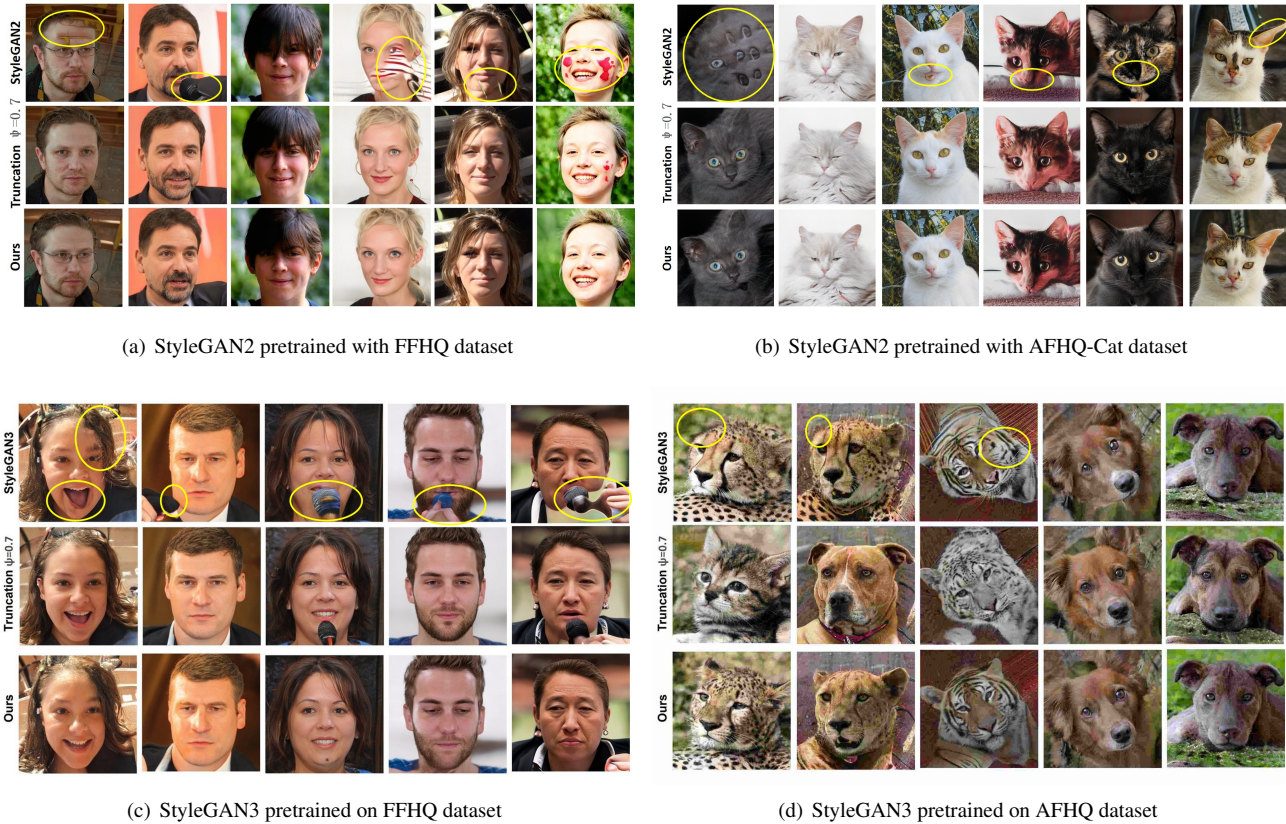 StyleGAN2
Truncation ψ=0.7
Ours
(a) StyleGAN2 pretrained with FFHQ dataset
StyleGAN2
Truncation ψ=0.7
Ours
(b) StyleGAN2 pretrained with AFHQ-Cat dataset
StyleGAN3
Truncation ψ=0.7
Ours
(c) StyleGAN3 pretrained on FFHQ dataset
StyleGAN3
Truncation ψ=0.7
Ours
(d) StyleGAN3 pretrained on AFHQ dataset